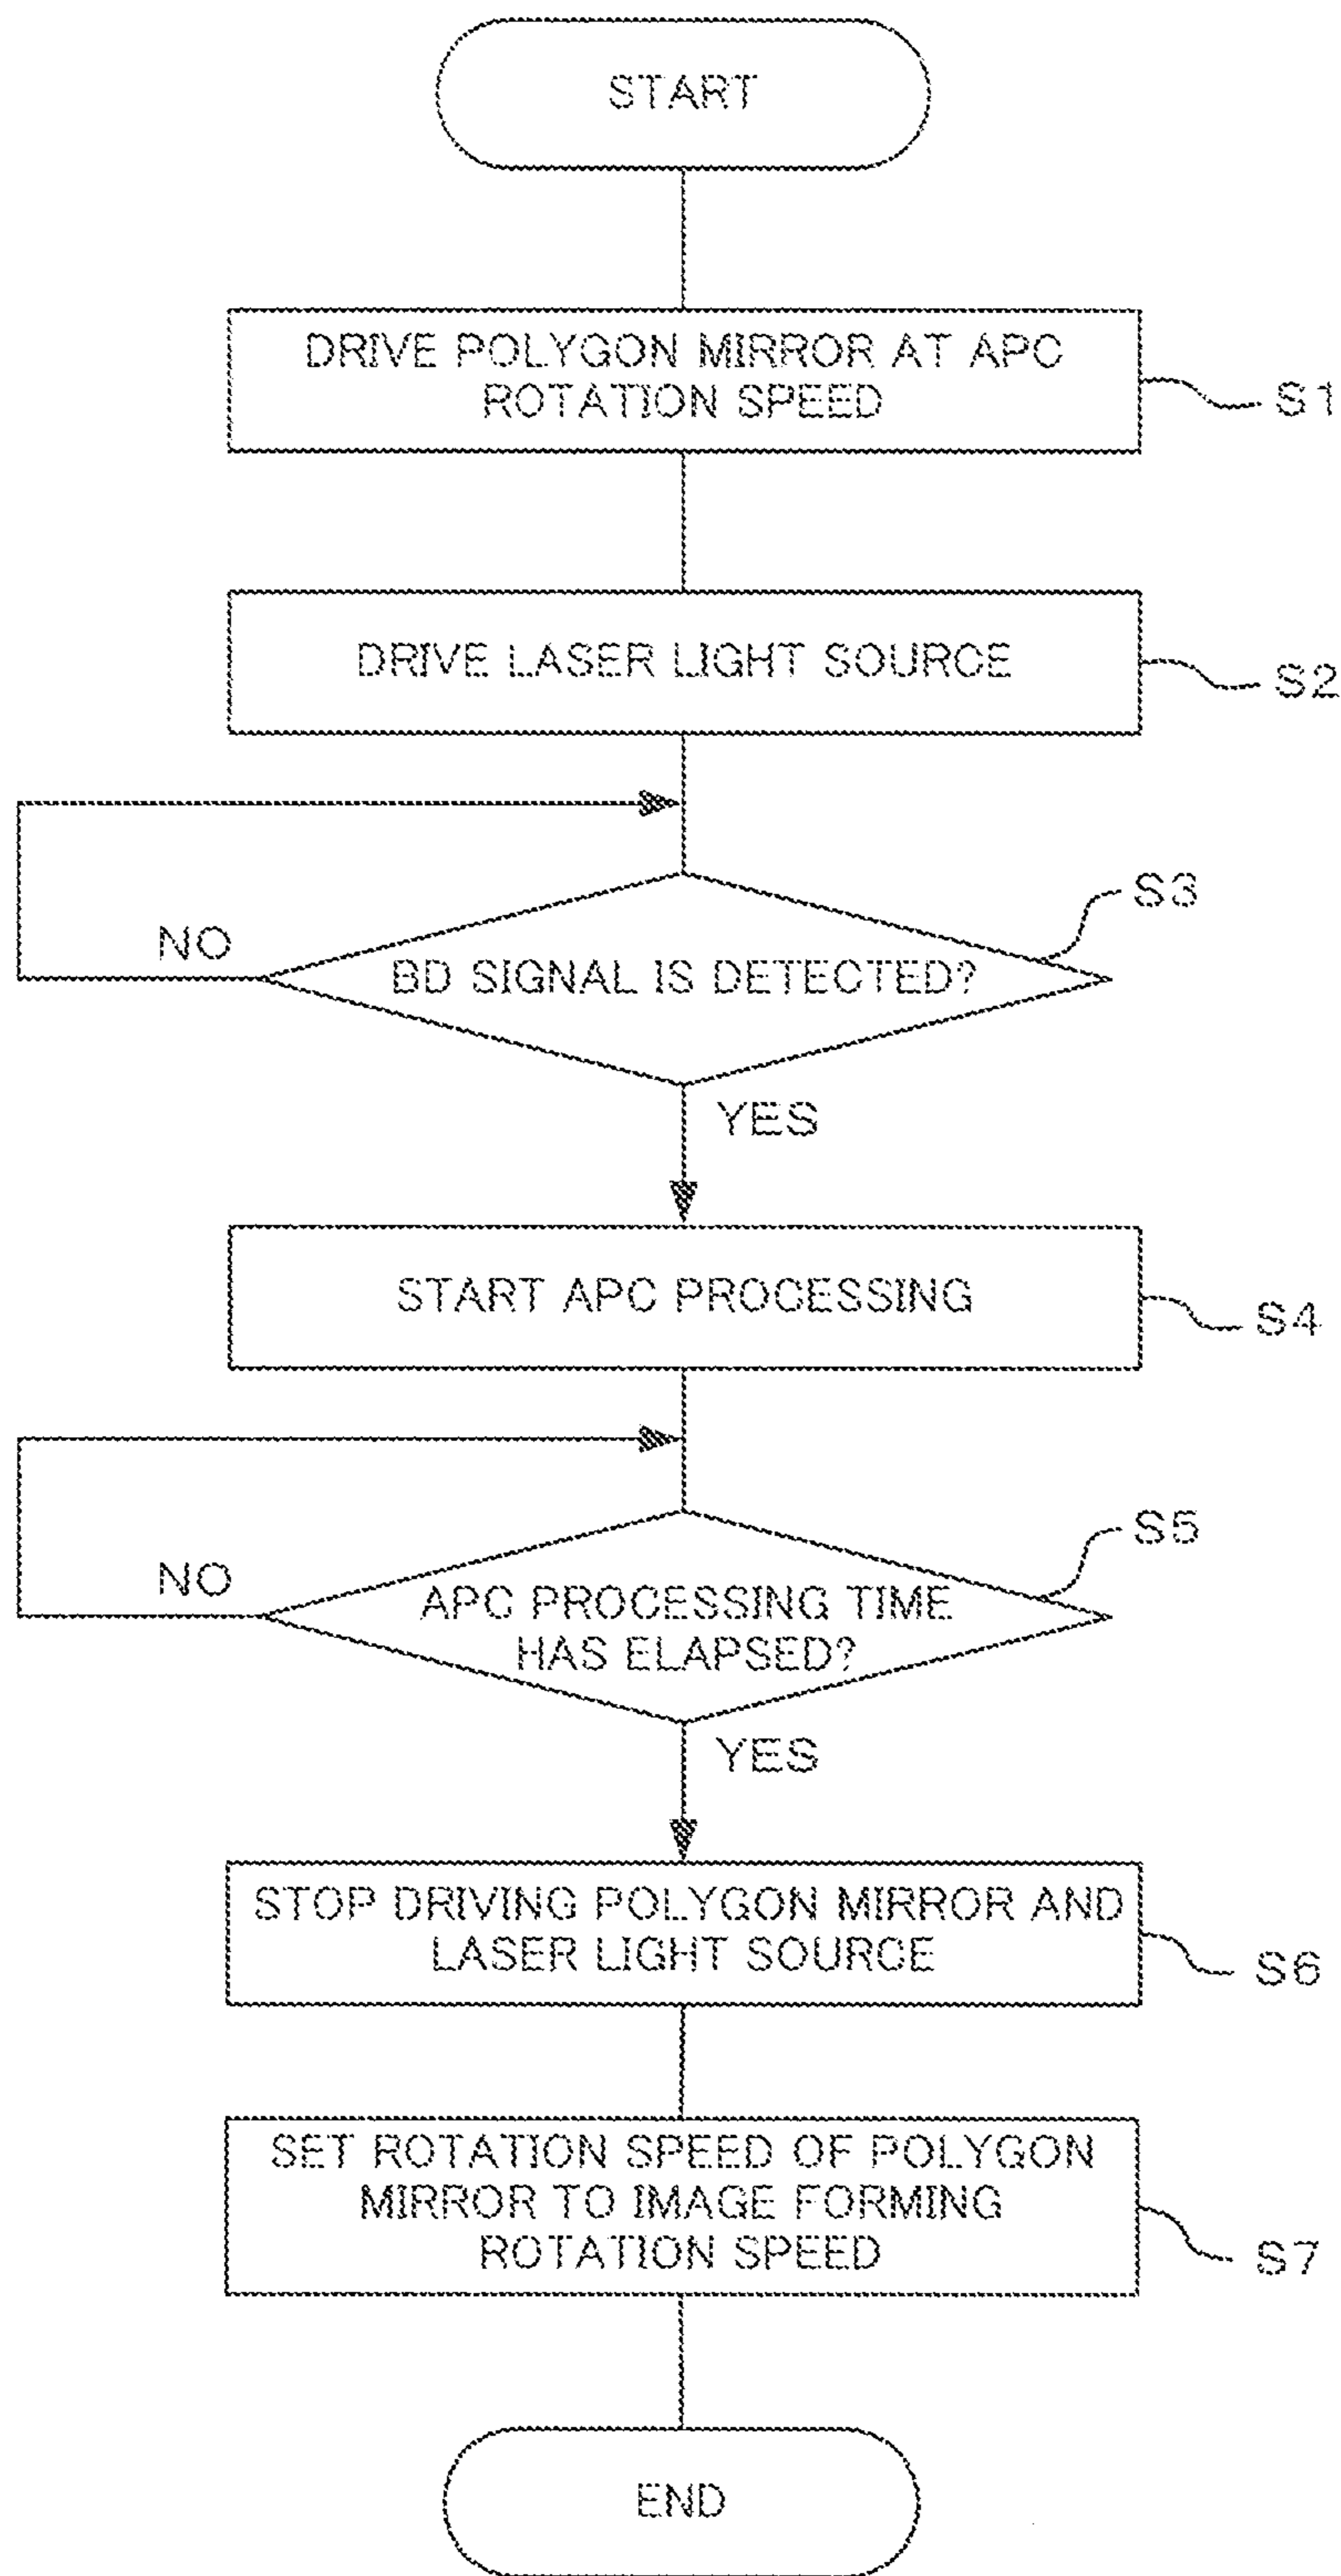 START
DRIVE POLYGON MIRROR AT APC
ROTATION SPEED
S1
DRIVE LASER LIGHT SOURCE
S2
S3
NO
BD SIGNAL IS DETECTED?
YES
START APC PROCESSING
S4
S5
NO
APC PROCESSING TIME
HAS ELAPSED?
YES
STOP DRIVING POLYGON MIRROR AND
LASER LIGHT SOURCE
S6
SET ROTATION SPEED OF POLYGON
MIRROR TO IMAGE FORMING
ROTATION SPEED
S7
END